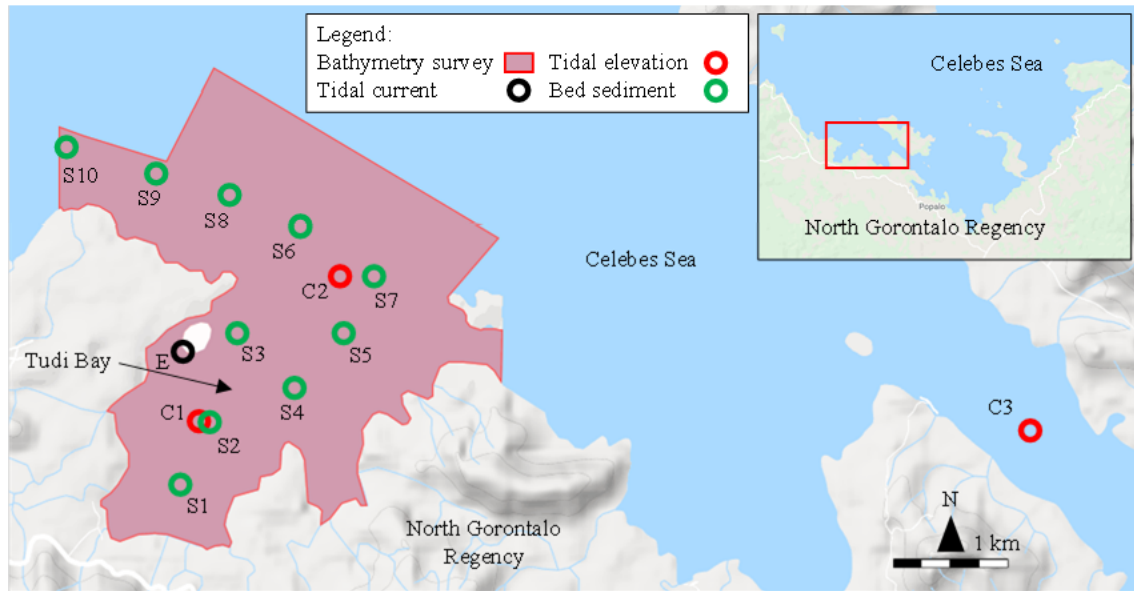 Legend:
Bathymetry survey
Tidal elevation
Tidal current
Bed sediment
Celebes Sea
Popalo
North Gorontalo Regency
S10
S9
S8
S6
C2
S7
Celebes Sea
S3
S5
E
Tudi Bay
S4
C1
S2
C3
S1
N
North Gorontalo
Regency
1 km